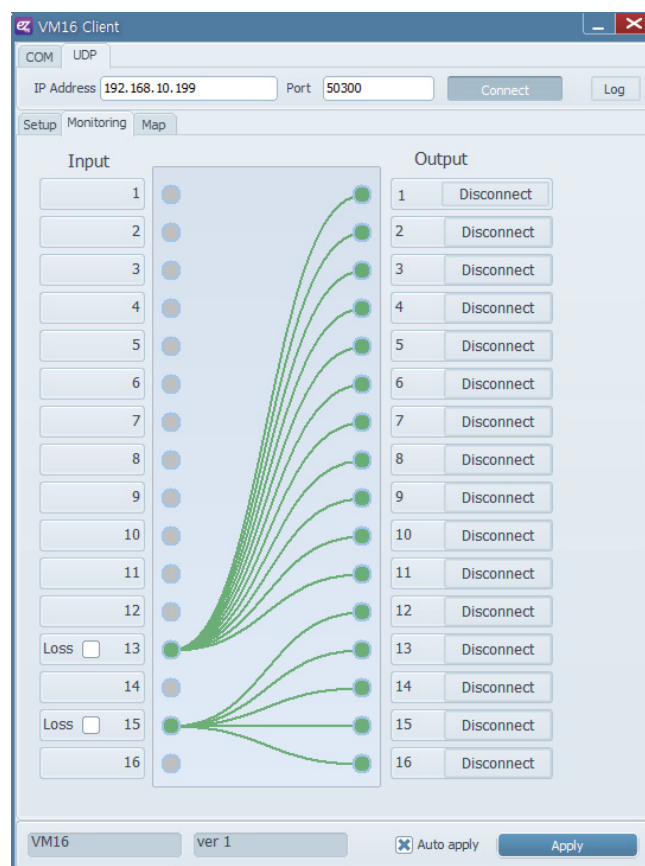 ez VM16 Client
COM UDP
IP Address 192.168.10.199 Port 50300 Connect Log
Setup Monitoring Map
Input Output
1 1 Disconnect
2 2 Disconnect
3 3 Disconnect
4 4 Disconnect
5 5 Disconnect
6 6 Disconnect
7 7 Disconnect
8 8 Disconnect
9 9 Disconnect
10 10 Disconnect
11 11 Disconnect
12 12 Disconnect
Loss 13 13 Disconnect
14 14 Disconnect
Loss 15 15 Disconnect
16 16 Disconnect
VM16 ver 1 Auto apply Apply